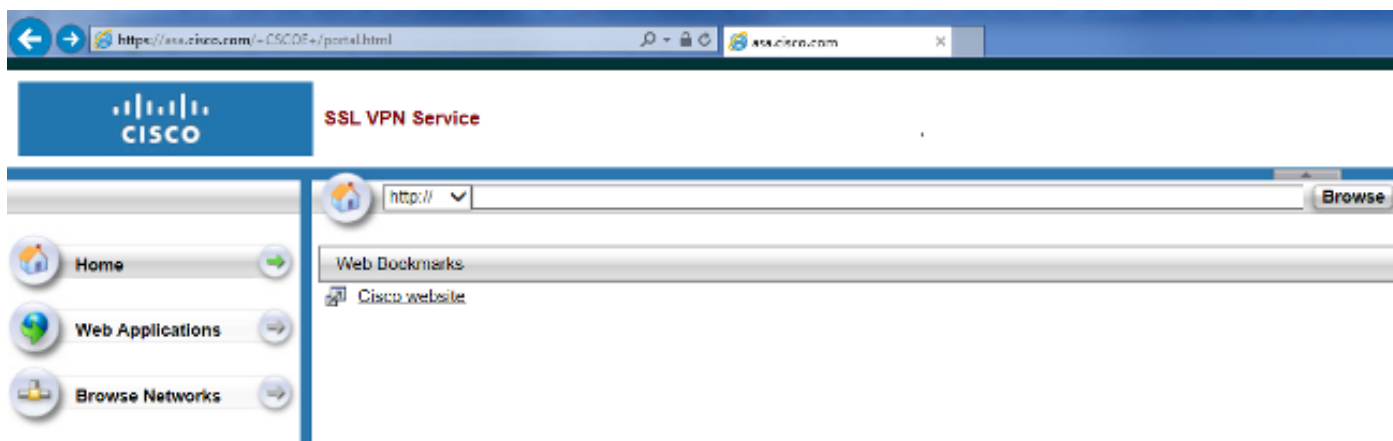 https://asa.cisco.com/+CSCOE+/portal.html
asa.cisco.com
CISCO
SSL VPN Service
http://
Browse
Home
Web Bookmarks
Cisco website
Web Applications
Browse Networks